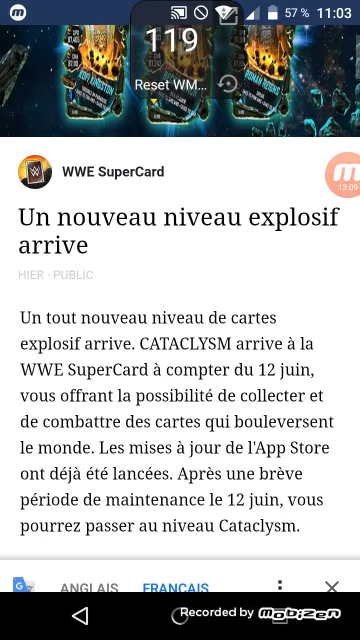 57 % 11:03
119
Reset WM...
KOFI KINGSTON
ROMAN REIGNS
WWE SuperCard
13:09
Un nouveau niveau explosif
arrive
HIER · PUBLIC
Un tout nouveau niveau de cartes
explosif arrive. CATACLYSM arrive à la
WWE SuperCard à compter du 12 juin,
vous offrant la possibilité de collecter et
de combattre des cartes qui bouleversent
le monde. Les mises à jour de l'App Store
ont déjà été lancées. Après une brève
période de maintenance le 12 juin, vous
pourrez passer au niveau Cataclysm.
ANGLAIS FRANÇAIS
Recorded by mobizen